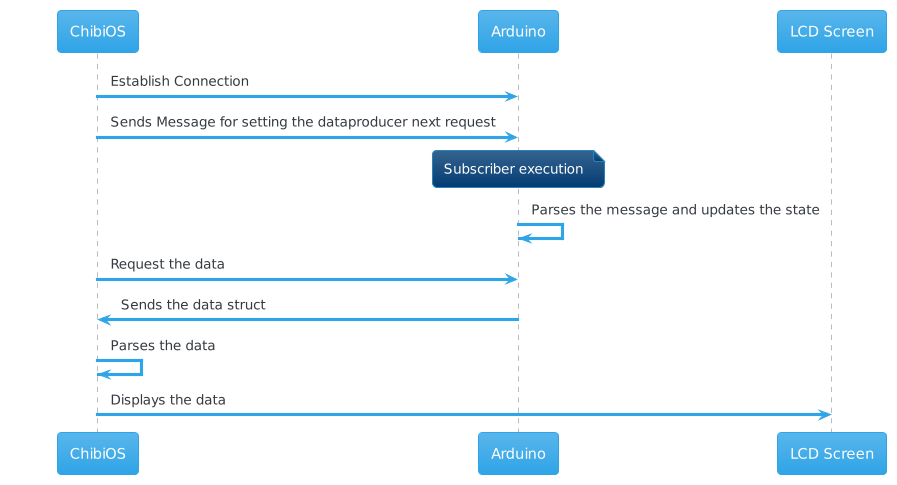 ChibiOS
Arduino
LCD Screen
Establish Connection
Sends Message for setting the dataproducer next request
Subscriber execution
Parses the message and updates the state
Request the data
Sends the data struct
Parses the data
Displays the data
ChibiOS
Arduino
LCD Screen